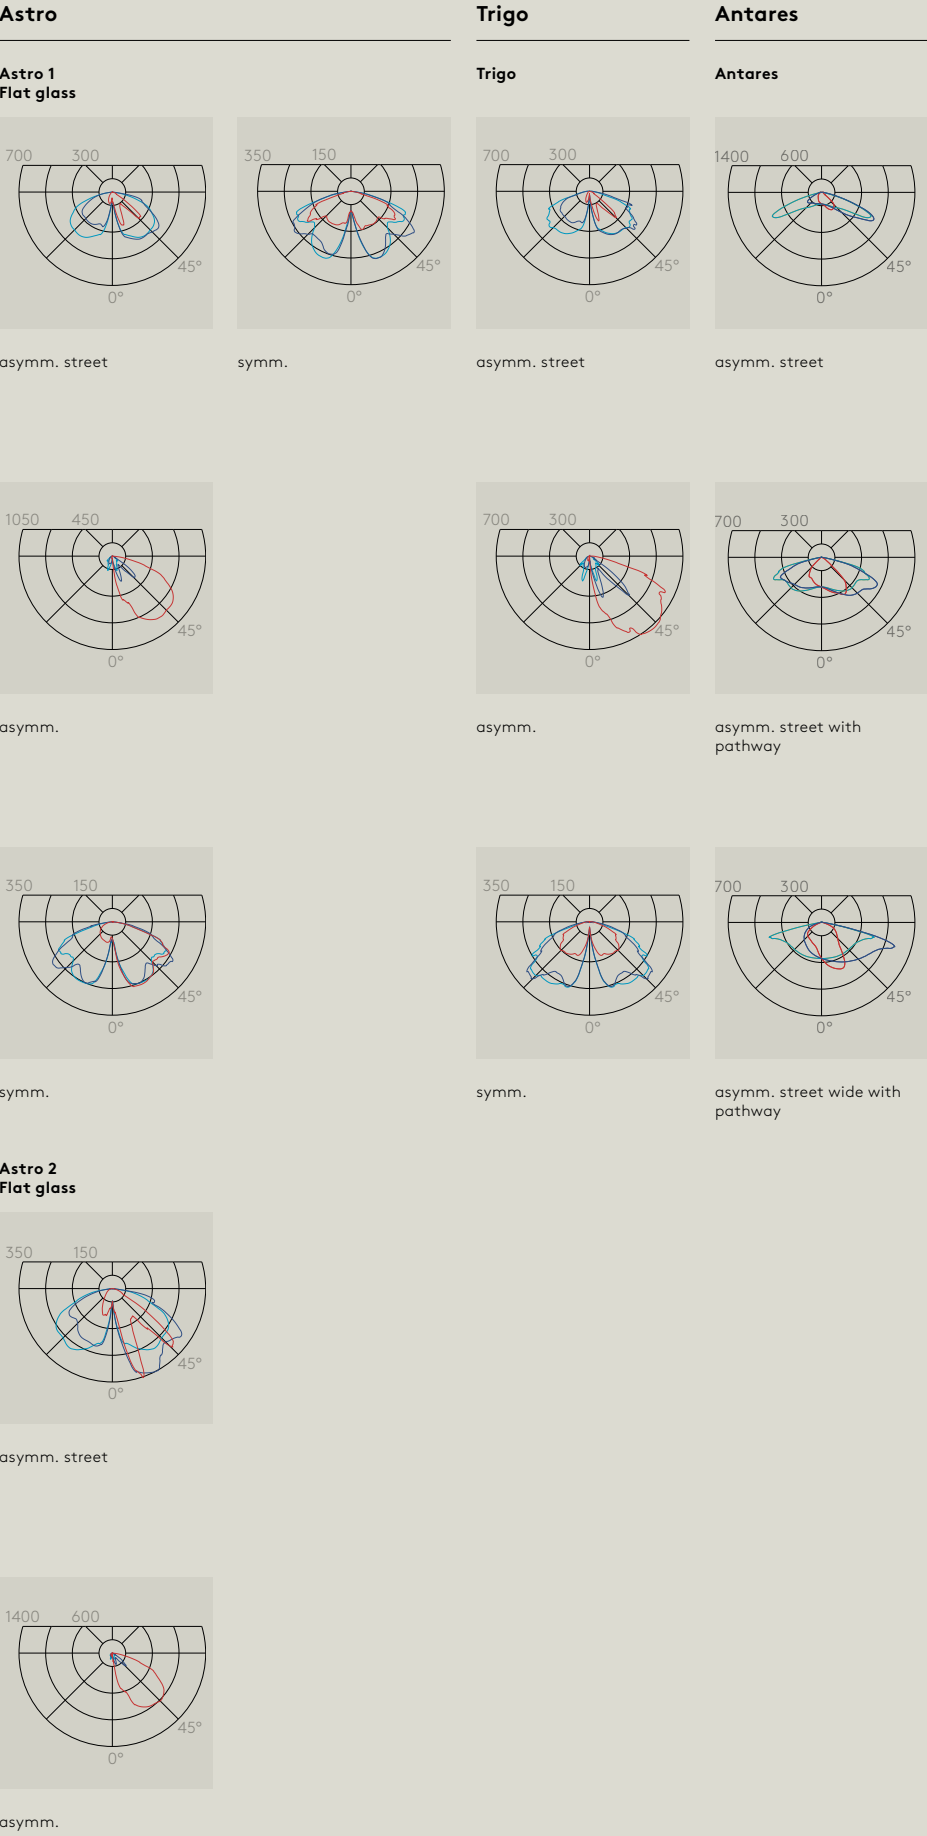 Astro
Trigo
Antares
Astro 1
Flat glass
Trigo
Antares
700 300
45°
0°
350 150
45°
0°
700 300
45°
0°
1400 600
45°
0°
asymm. street
symm.
asymm. street
asymm. street
1050 450
45°
0°
700 300
45°
0°
700 300
45°
0°
asymm.
asymm.
asymm. street with
pathway
350 150
45°
0°
350 150
45°
0°
700 300
45°
0°
symm.
symm.
asymm. street wide with
pathway
Astro 2
Flat glass
350 150
45°
0°
asymm. street
1400 600
45°
0°
asymm.